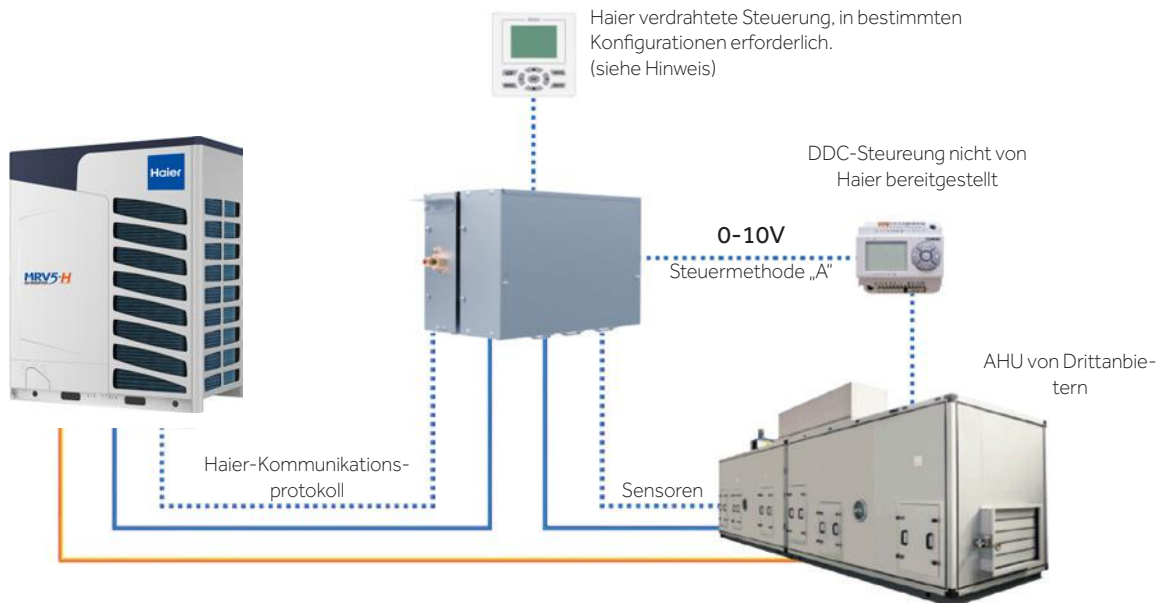 Haier verdrahtete Steuerung, in bestimmten
Konfigurationen erforderlich.
(siehe Hinweis)
DDC-Steureung nicht von
Haier bereitgestellt
Haier
0-10V
Steuermethode „A“
MRV5-H
AHU von Drittanbie-
tern
Haier-Kommunikations-
protokoll
Sensoren